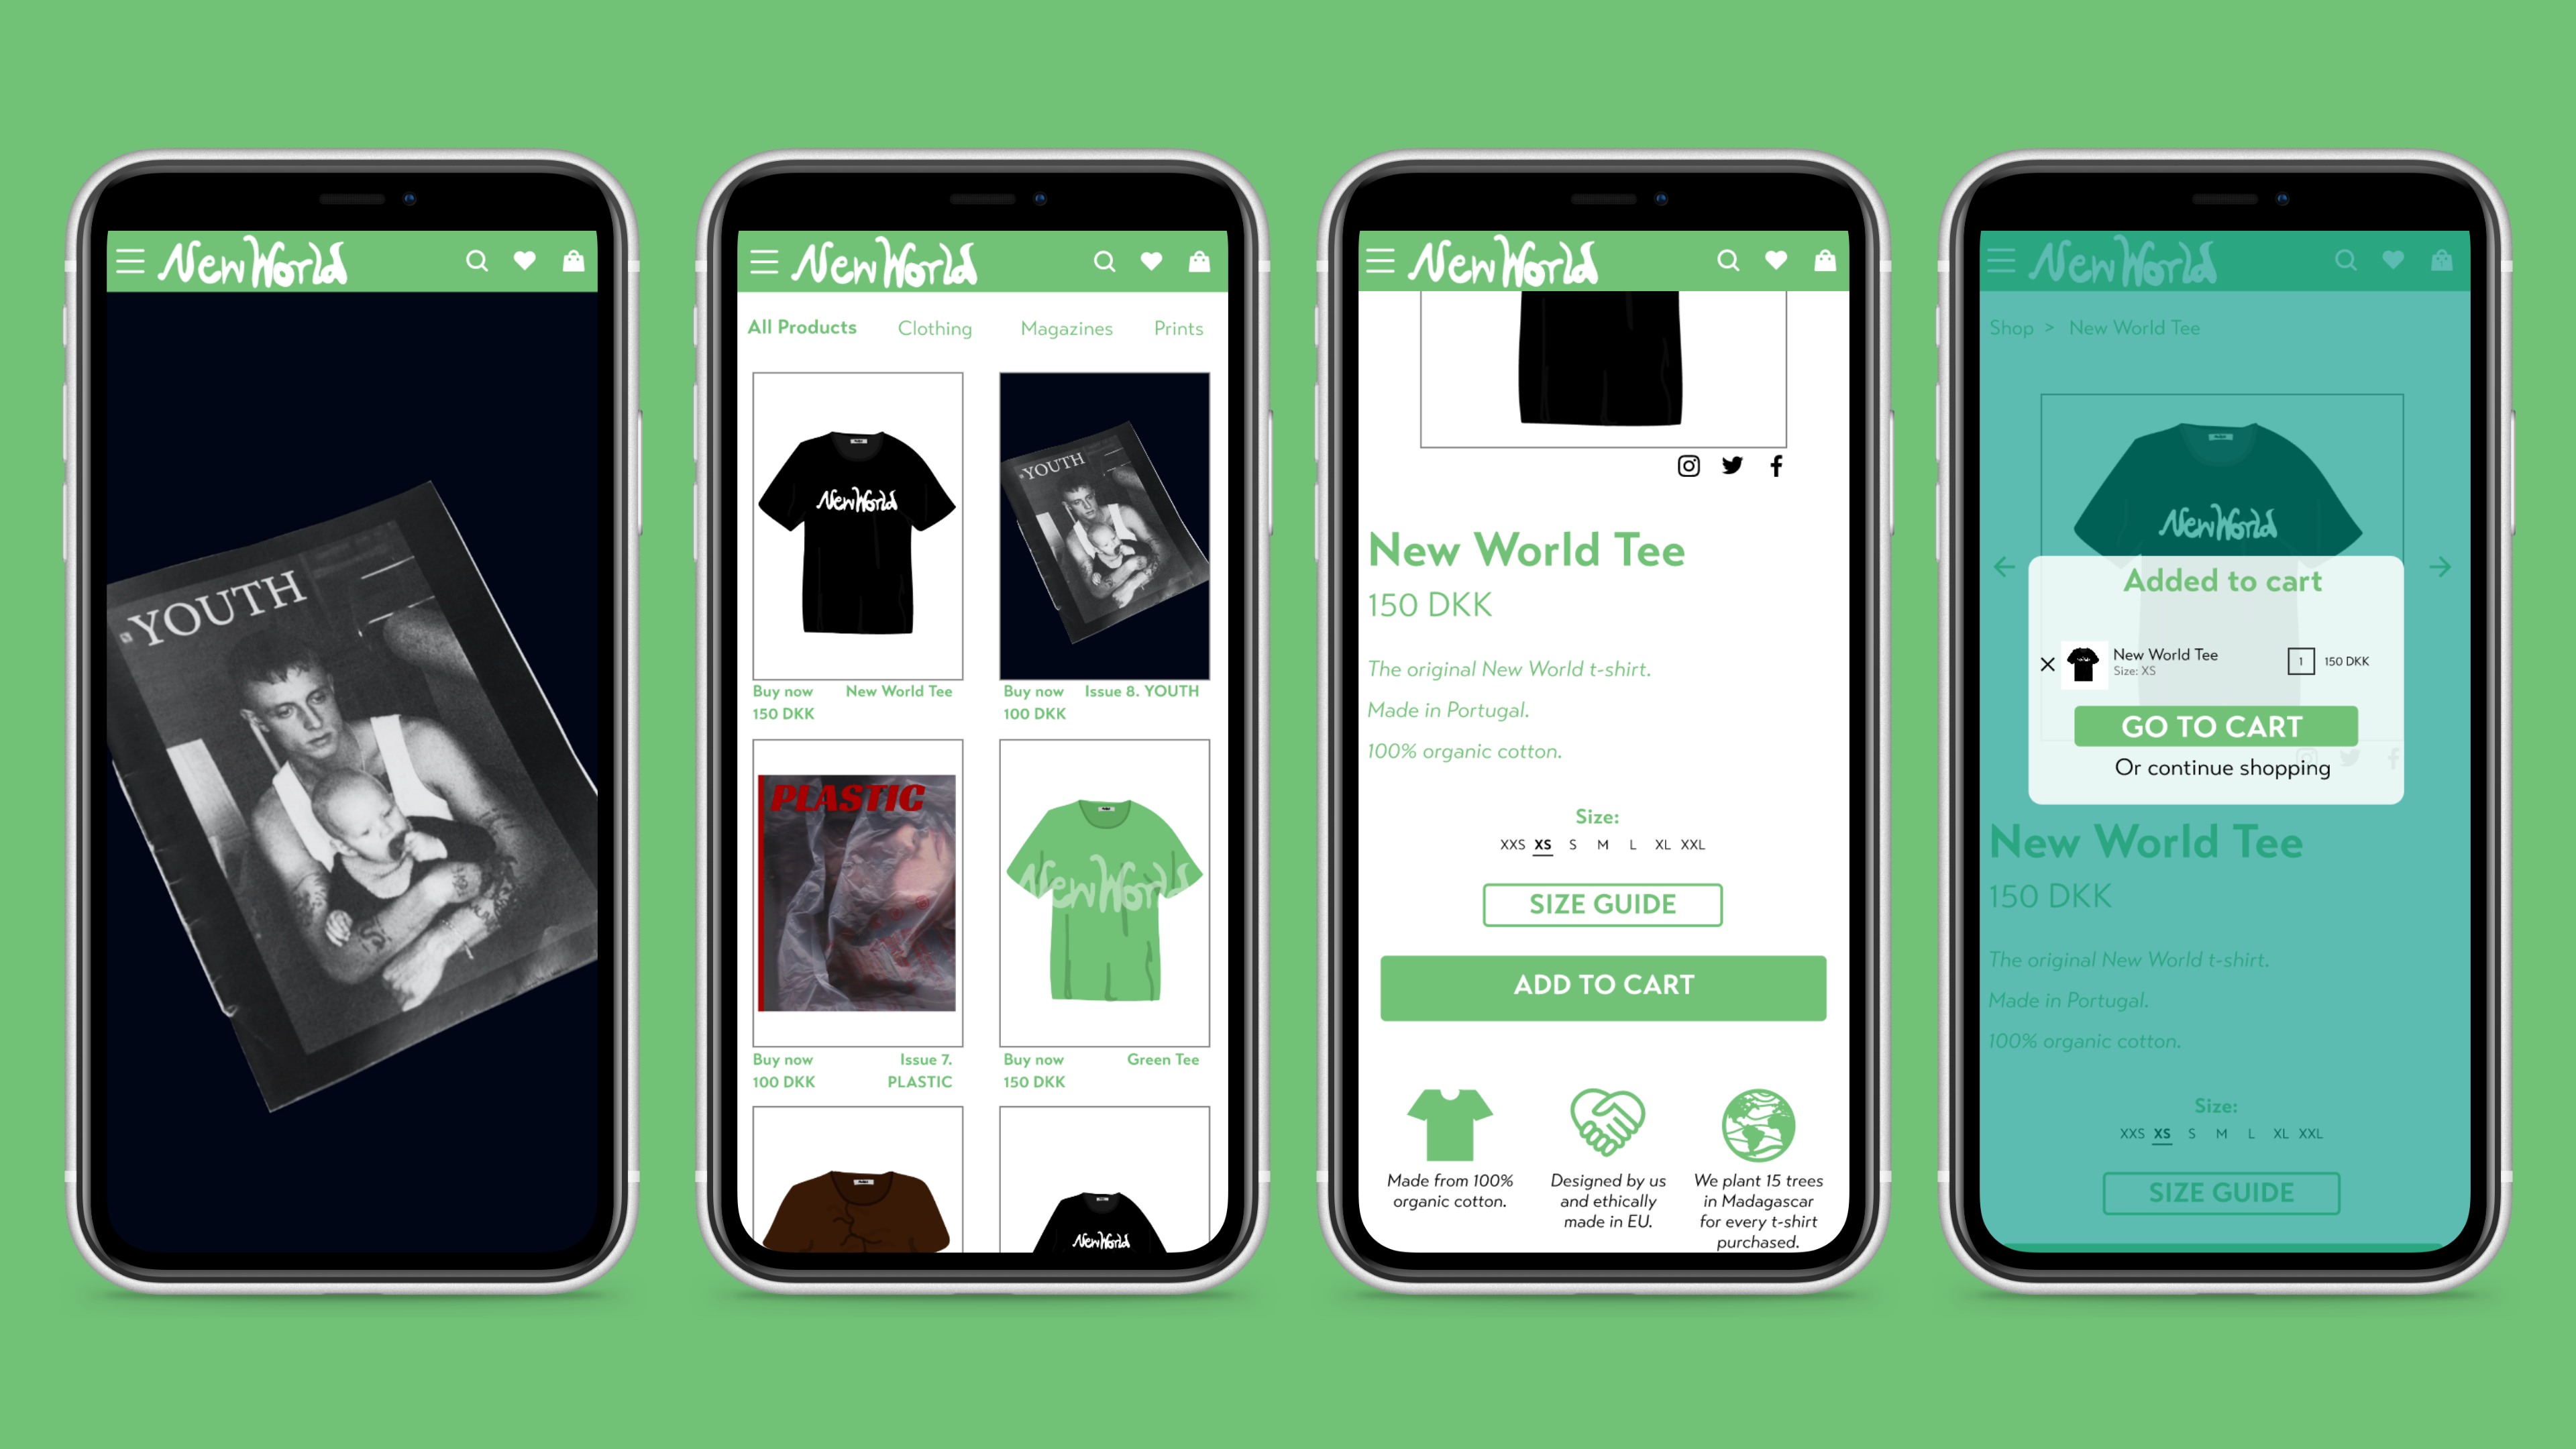 New World
YOUTH
New World
All Products
Clothing
Magazines
Prints
New World
YOUTH
Buy now
New World Tee
150 DKK
Buy now
Issue 8. YOUTH
100 DKK
PLASTIC
New World
Buy now
Issue 7.
100 DKK
PLASTIC
Buy now
Green Tee
150 DKK
New World
New World
New World Tee
150 DKK
The original New World t-shirt.
Made in Portugal.
100% organic cotton.
Size:
XXS XS S M L XL XXL
SIZE GUIDE
ADD TO CART
Made from 100%
organic cotton.
Designed by us
and ethically
made in EU.
We plant 15 trees
in Madagascar
for every t-shirt
purchased.
New World
Shop > New World Tee
New World
Added to cart
New World Tee
Size: XS
1
150 DKK
GO TO CART
Or continue shopping
New World Tee
150 DKK
The original New World t-shirt.
Made in Portugal.
100% organic cotton.
Size:
XXS XS S M L XL XXL
SIZE GUIDE